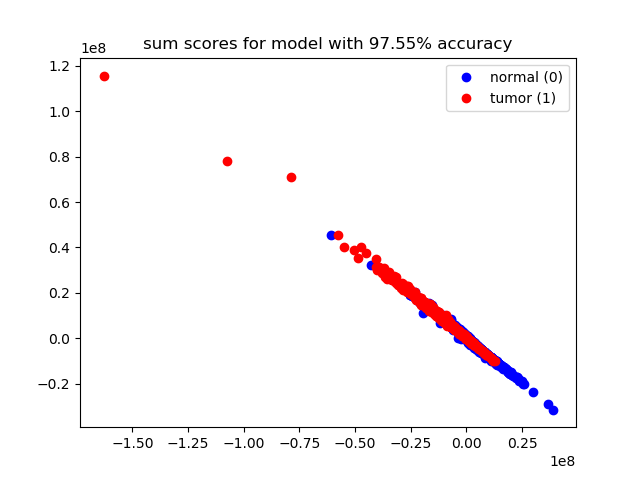 sum scores for model with 97.55% accuracy
1e8
normal (0)
tumor (1)
1.2
1.0
0.8
0.6
0.4
0.2
0.0
−0.2
−1.50 −1.25 −1.00 −0.75 −0.50 −0.25 0.00 0.25
1e8